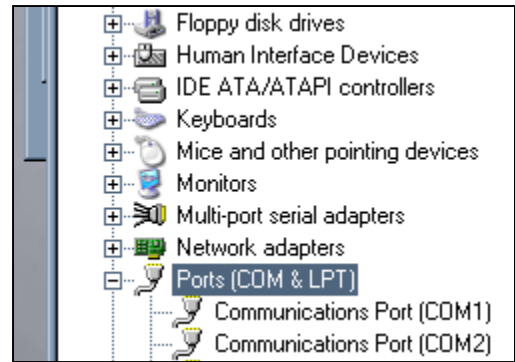 Floppy disk drives
Human Interface Devices
IDE ATA/ATAPI controllers
Keyboards
Mice and other pointing devices
Monitors
Multi-port serial adapters
Network adapters
Ports (COM & LPT)
Communications Port (COM1)
Communications Port (COM2)